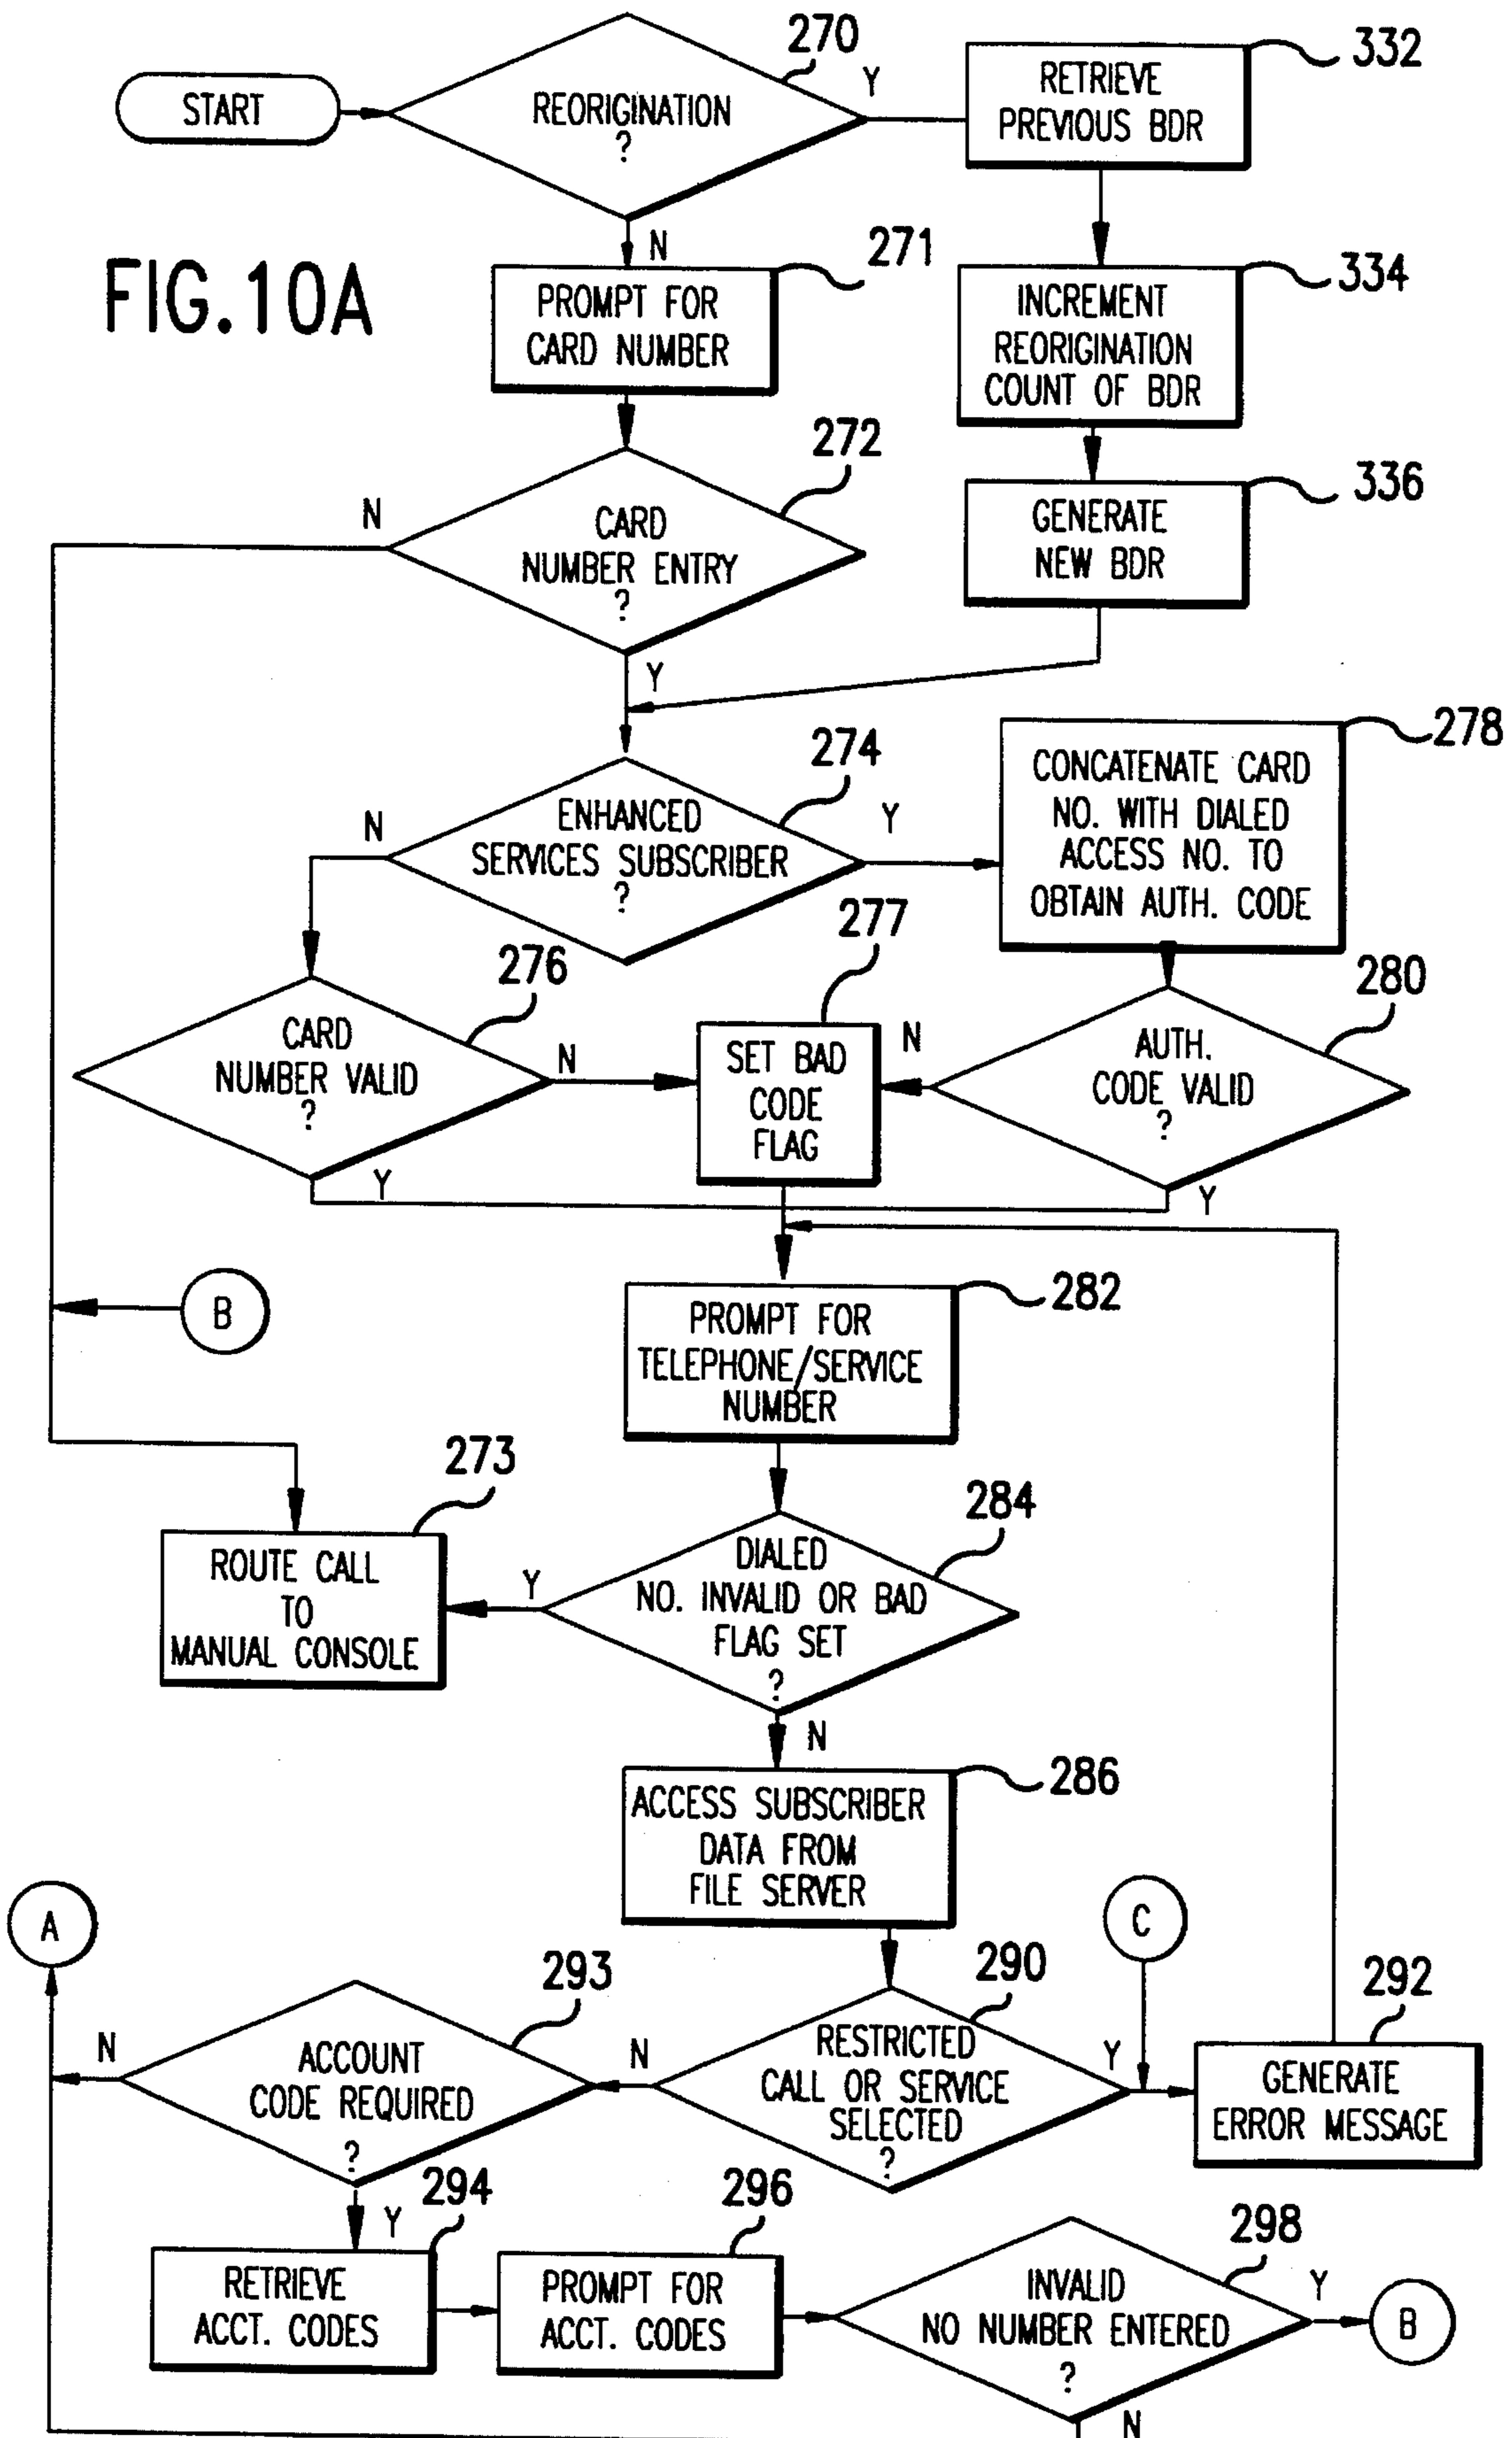 270
332
START
REORIGINATION
?
Y
RETRIEVE
PREVIOUS BDR
N
FIG.10A
271
PROMPT FOR
CARD NUMBER
334
INCREMENT
REORIGINATION
COUNT OF BDR
272
N
CARD
NUMBER ENTRY
?
Y
336
GENERATE
NEW BDR
274
N
ENHANCED
SERVICES SUBSCRIBER
?
Y
278
CONCATENATE CARD
NO. WITH DIALED
ACCESS NO. TO
OBTAIN AUTH. CODE
276
CARD
NUMBER VALID
?
N
Y
277
SET BAD
CODE
FLAG
280
N
AUTH.
CODE VALID
?
Y
B
282
PROMPT FOR
TELEPHONE/SERVICE
NUMBER
273
ROUTE CALL
TO
MANUAL CONSOLE
284
Y
DIALED
NO. INVALID OR BAD
FLAG SET
?
N
286
ACCESS SUBSCRIBER
DATA FROM
FILE SERVER
A
C
293
N
ACCOUNT
CODE REQUIRED
?
Y
290
N
RESTRICTED
CALL OR SERVICE
SELECTED
?
Y
292
GENERATE
ERROR MESSAGE
294
RETRIEVE
ACCT. CODES
296
PROMPT FOR
ACCT. CODES
298
INVALID
NO NUMBER ENTERED
?
Y
B
N